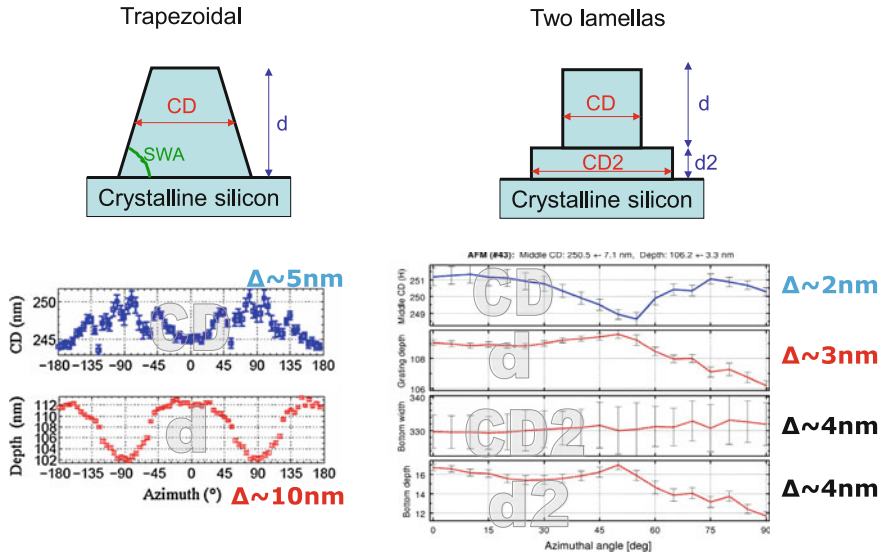 Trapezoidal
CD
d
SWA
Crystalline silicon
Two lamellas
CD
d
CD2
d2
Crystalline silicon
Δ~5nm
CD (nm)
250
245
CD
-180 -135 -90 -45 0 45 90 135 180
Depth (nm)
112
110
108
106
104
102
d
-180 -135 -90 -45 0 45 90 135 180
Azimuth (°)
Δ~10nm
AFM (#43): Middle CD: 250.5 +- 7.1 nm, Depth: 106.2 +- 3.3 nm
Middle CD (H)
251
250
249
CD
Δ~2nm
Grating depth
108
106
d
Δ~3nm
Bottom width
340
330
CD2
Δ~4nm
Bottom depth
16
14
12
d2
Δ~4nm
0 15 30 45 60 75 90
Azimuthal angle [deg]